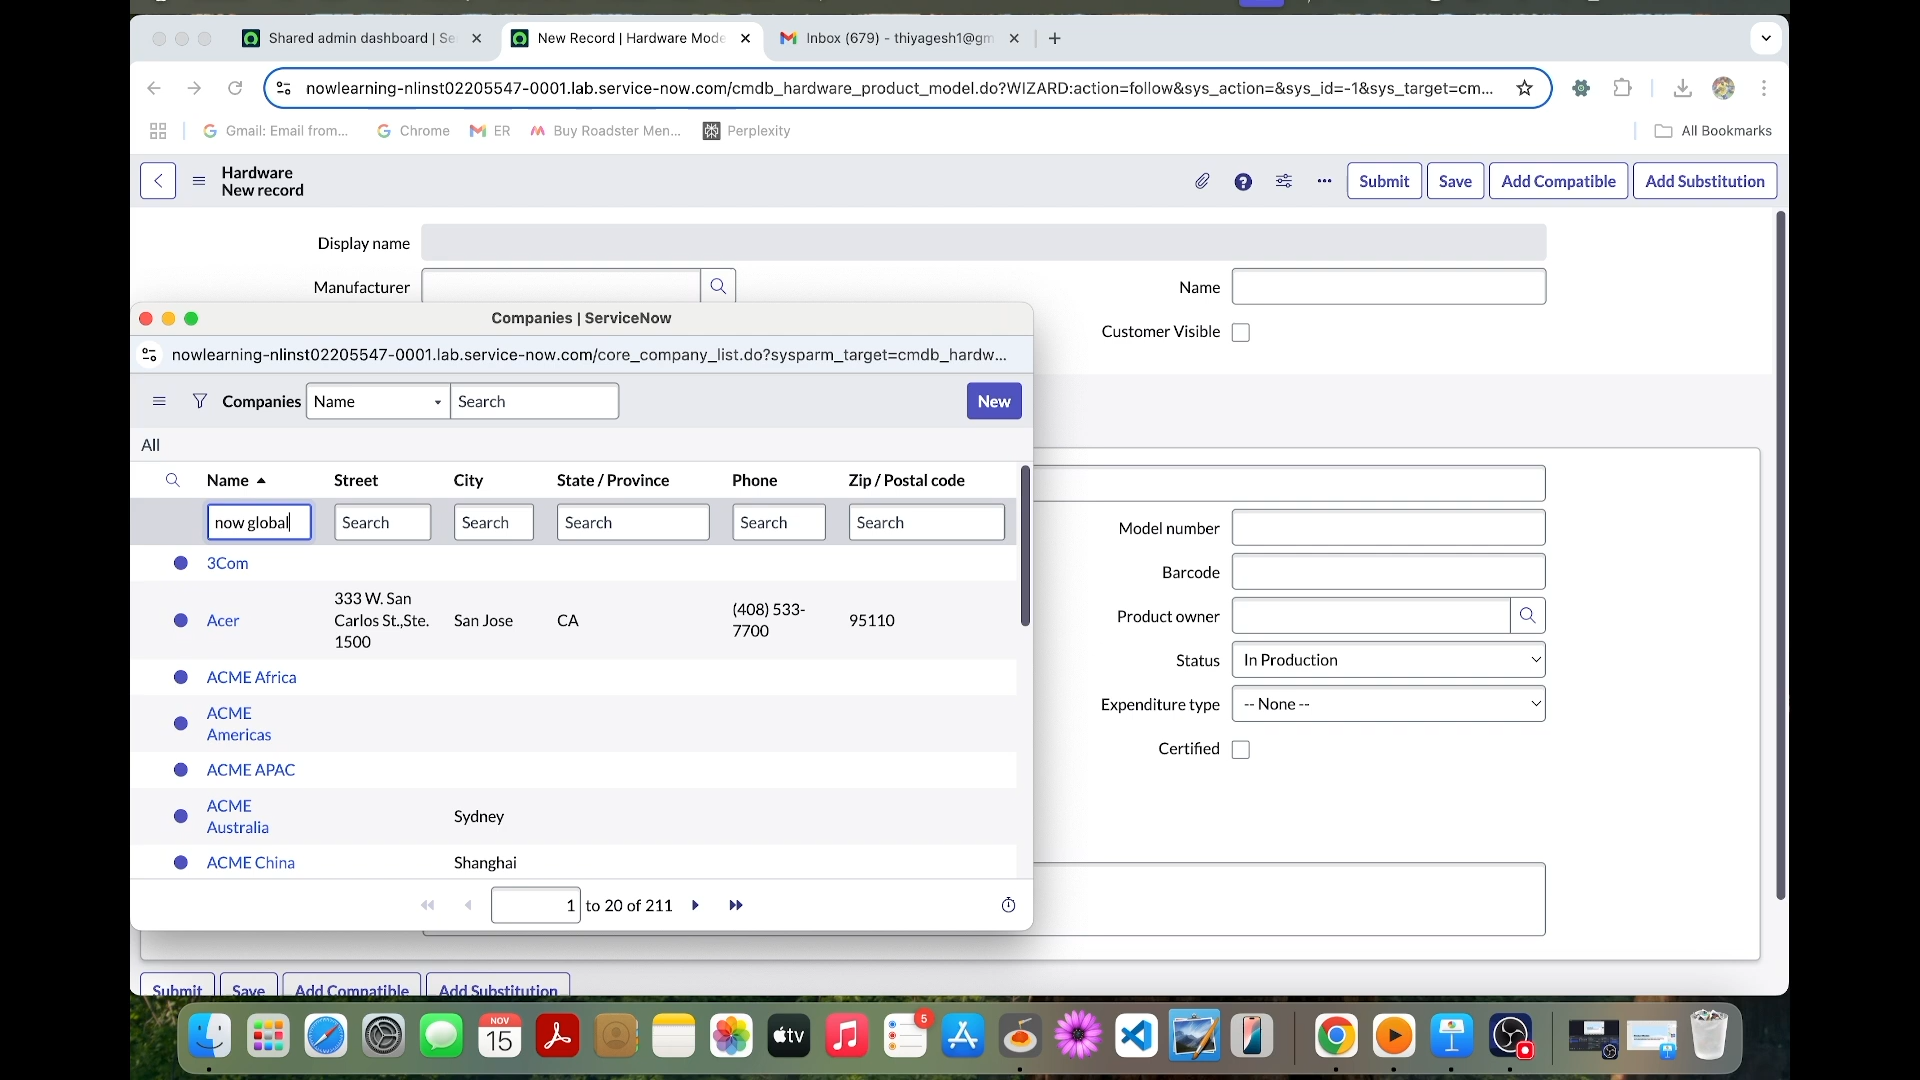 Shared admin dashboard | Se
New Record | Hardware Mode
Inbox (679) - thiyagesh1@gm
nowlearning-nlinst02205547-0001.lab.service-now.com/cmdb_hardware_product_model.do?WIZARD:action=follow&sys_action=&sys_id=-1&sys_target=cm...
Gmail: Email from...
Chrome
ER
Buy Roadster Men...
Perplexity
All Bookmarks
Hardware
New record
Submit
Save
Add Compatible
Add Substitution
Display name
Manufacturer
Name
Customer Visible
Companies | ServiceNow
nowlearning-nlinst02205547-0001.lab.service-now.com/core_company_list.do?sysparm_target=cmdb_hardw...
Companies
Name
Search
New
All
Name
Street
City
State / Province
Phone
Zip / Postal code
now global
Search
Search
Search
Search
Search
3Com
Acer
333 W. San
Carlos St.,Ste.
1500
San Jose
CA
(408) 533-
7700
95110
ACME Africa
ACME
Americas
ACME APAC
ACME
Australia
Sydney
ACME China
Shanghai
1 to 20 of 211
Model number
Barcode
Product owner
Status
In Production
Expenditure type
-- None --
Certified
Submit
Save
Add Compatible
Add Substitution
NOV
15
tv
5